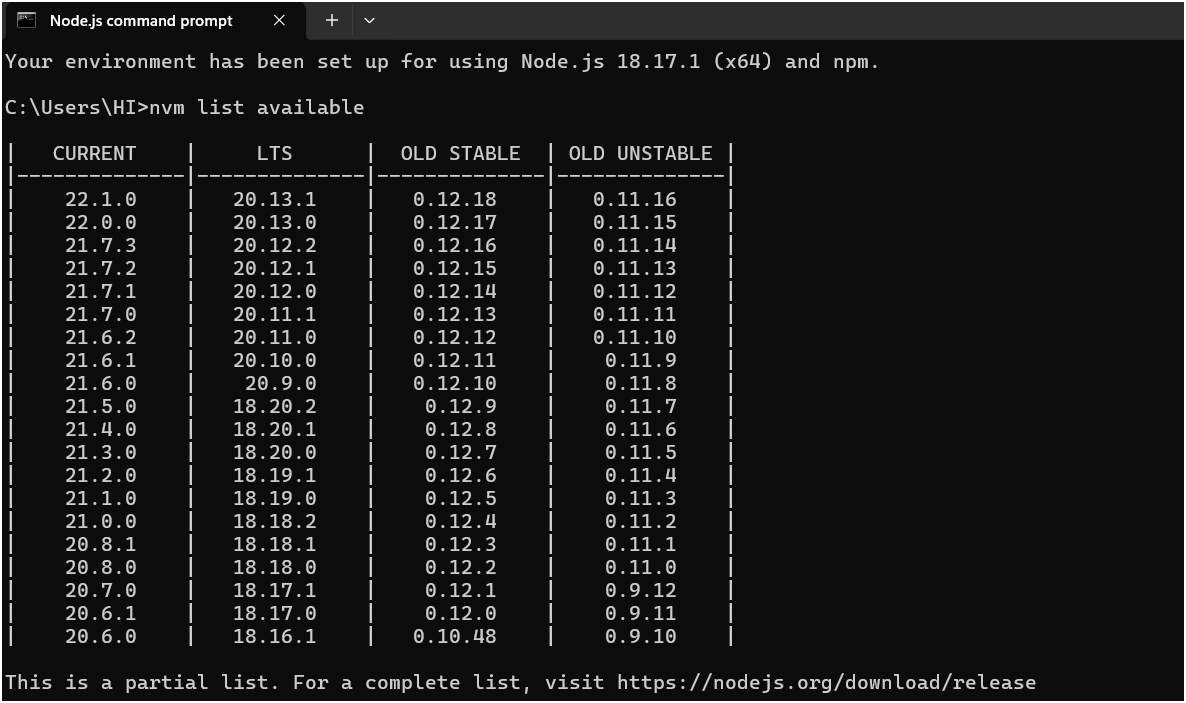 Node.js command prompt
Your environment has been set up for using Node.js 18.17.1 (x64) and npm.
C:\Users\HI>nvm list available
|   CURRENT    |     LTS      |  OLD STABLE  | OLD UNSTABLE |
|--------------|--------------|--------------|--------------|
|    22.1.0    |   20.13.1    |   0.12.18    |   0.11.16    |
|    22.0.0    |   20.13.0    |   0.12.17    |   0.11.15    |
|    21.7.3    |   20.12.2    |   0.12.16    |   0.11.14    |
|    21.7.2    |   20.12.1    |   0.12.15    |   0.11.13    |
|    21.7.1    |   20.12.0    |   0.12.14    |   0.11.12    |
|    21.7.0    |   20.11.1    |   0.12.13    |   0.11.11    |
|    21.6.2    |   20.11.0    |   0.12.12    |   0.11.10    |
|    21.6.1    |   20.10.0    |   0.12.11    |    0.11.9    |
|    21.6.0    |    20.9.0    |   0.12.10    |    0.11.8    |
|    21.5.0    |   18.20.2    |    0.12.9    |    0.11.7    |
|    21.4.0    |   18.20.1    |    0.12.8    |    0.11.6    |
|    21.3.0    |   18.20.0    |    0.12.7    |    0.11.5    |
|    21.2.0    |   18.19.1    |    0.12.6    |    0.11.4    |
|    21.1.0    |   18.19.0    |    0.12.5    |    0.11.3    |
|    21.0.0    |   18.18.2    |    0.12.4    |    0.11.2    |
|    20.8.1    |   18.18.1    |    0.12.3    |    0.11.1    |
|    20.8.0    |   18.18.0    |    0.12.2    |    0.11.0    |
|    20.7.0    |   18.17.1    |    0.12.1    |    0.9.12    |
|    20.6.1    |   18.17.0    |    0.12.0    |    0.9.11    |
|    20.6.0    |   18.16.1    |   0.10.48    |    0.9.10    |
This is a partial list. For a complete list, visit https://nodejs.org/download/release